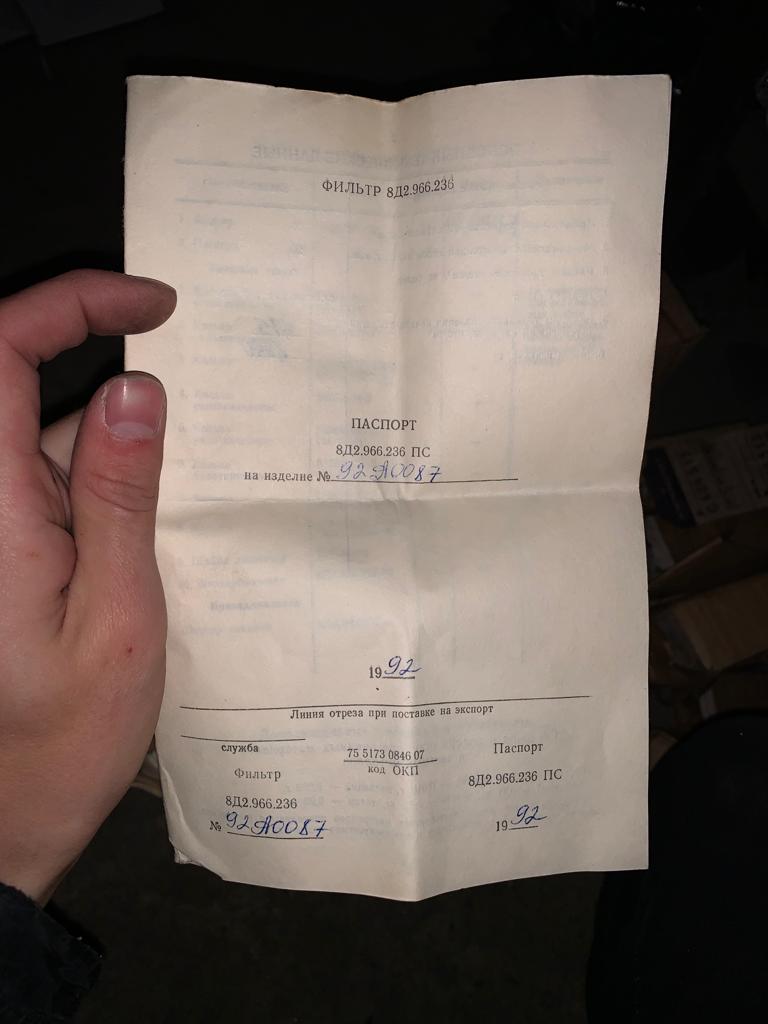 ФИЛЬТР 8Д2.966.236
ПАСПОРТ
8Д2.966.236 ПС
на изделие № 92А0087
1992
Линия отреза при поставке на экспорт
служба
75 5173 0846 07
код ОКП
Паспорт
Фильтр
8Д2.966.236 ПС
8Д2.966.236
№ 92А0087
1992